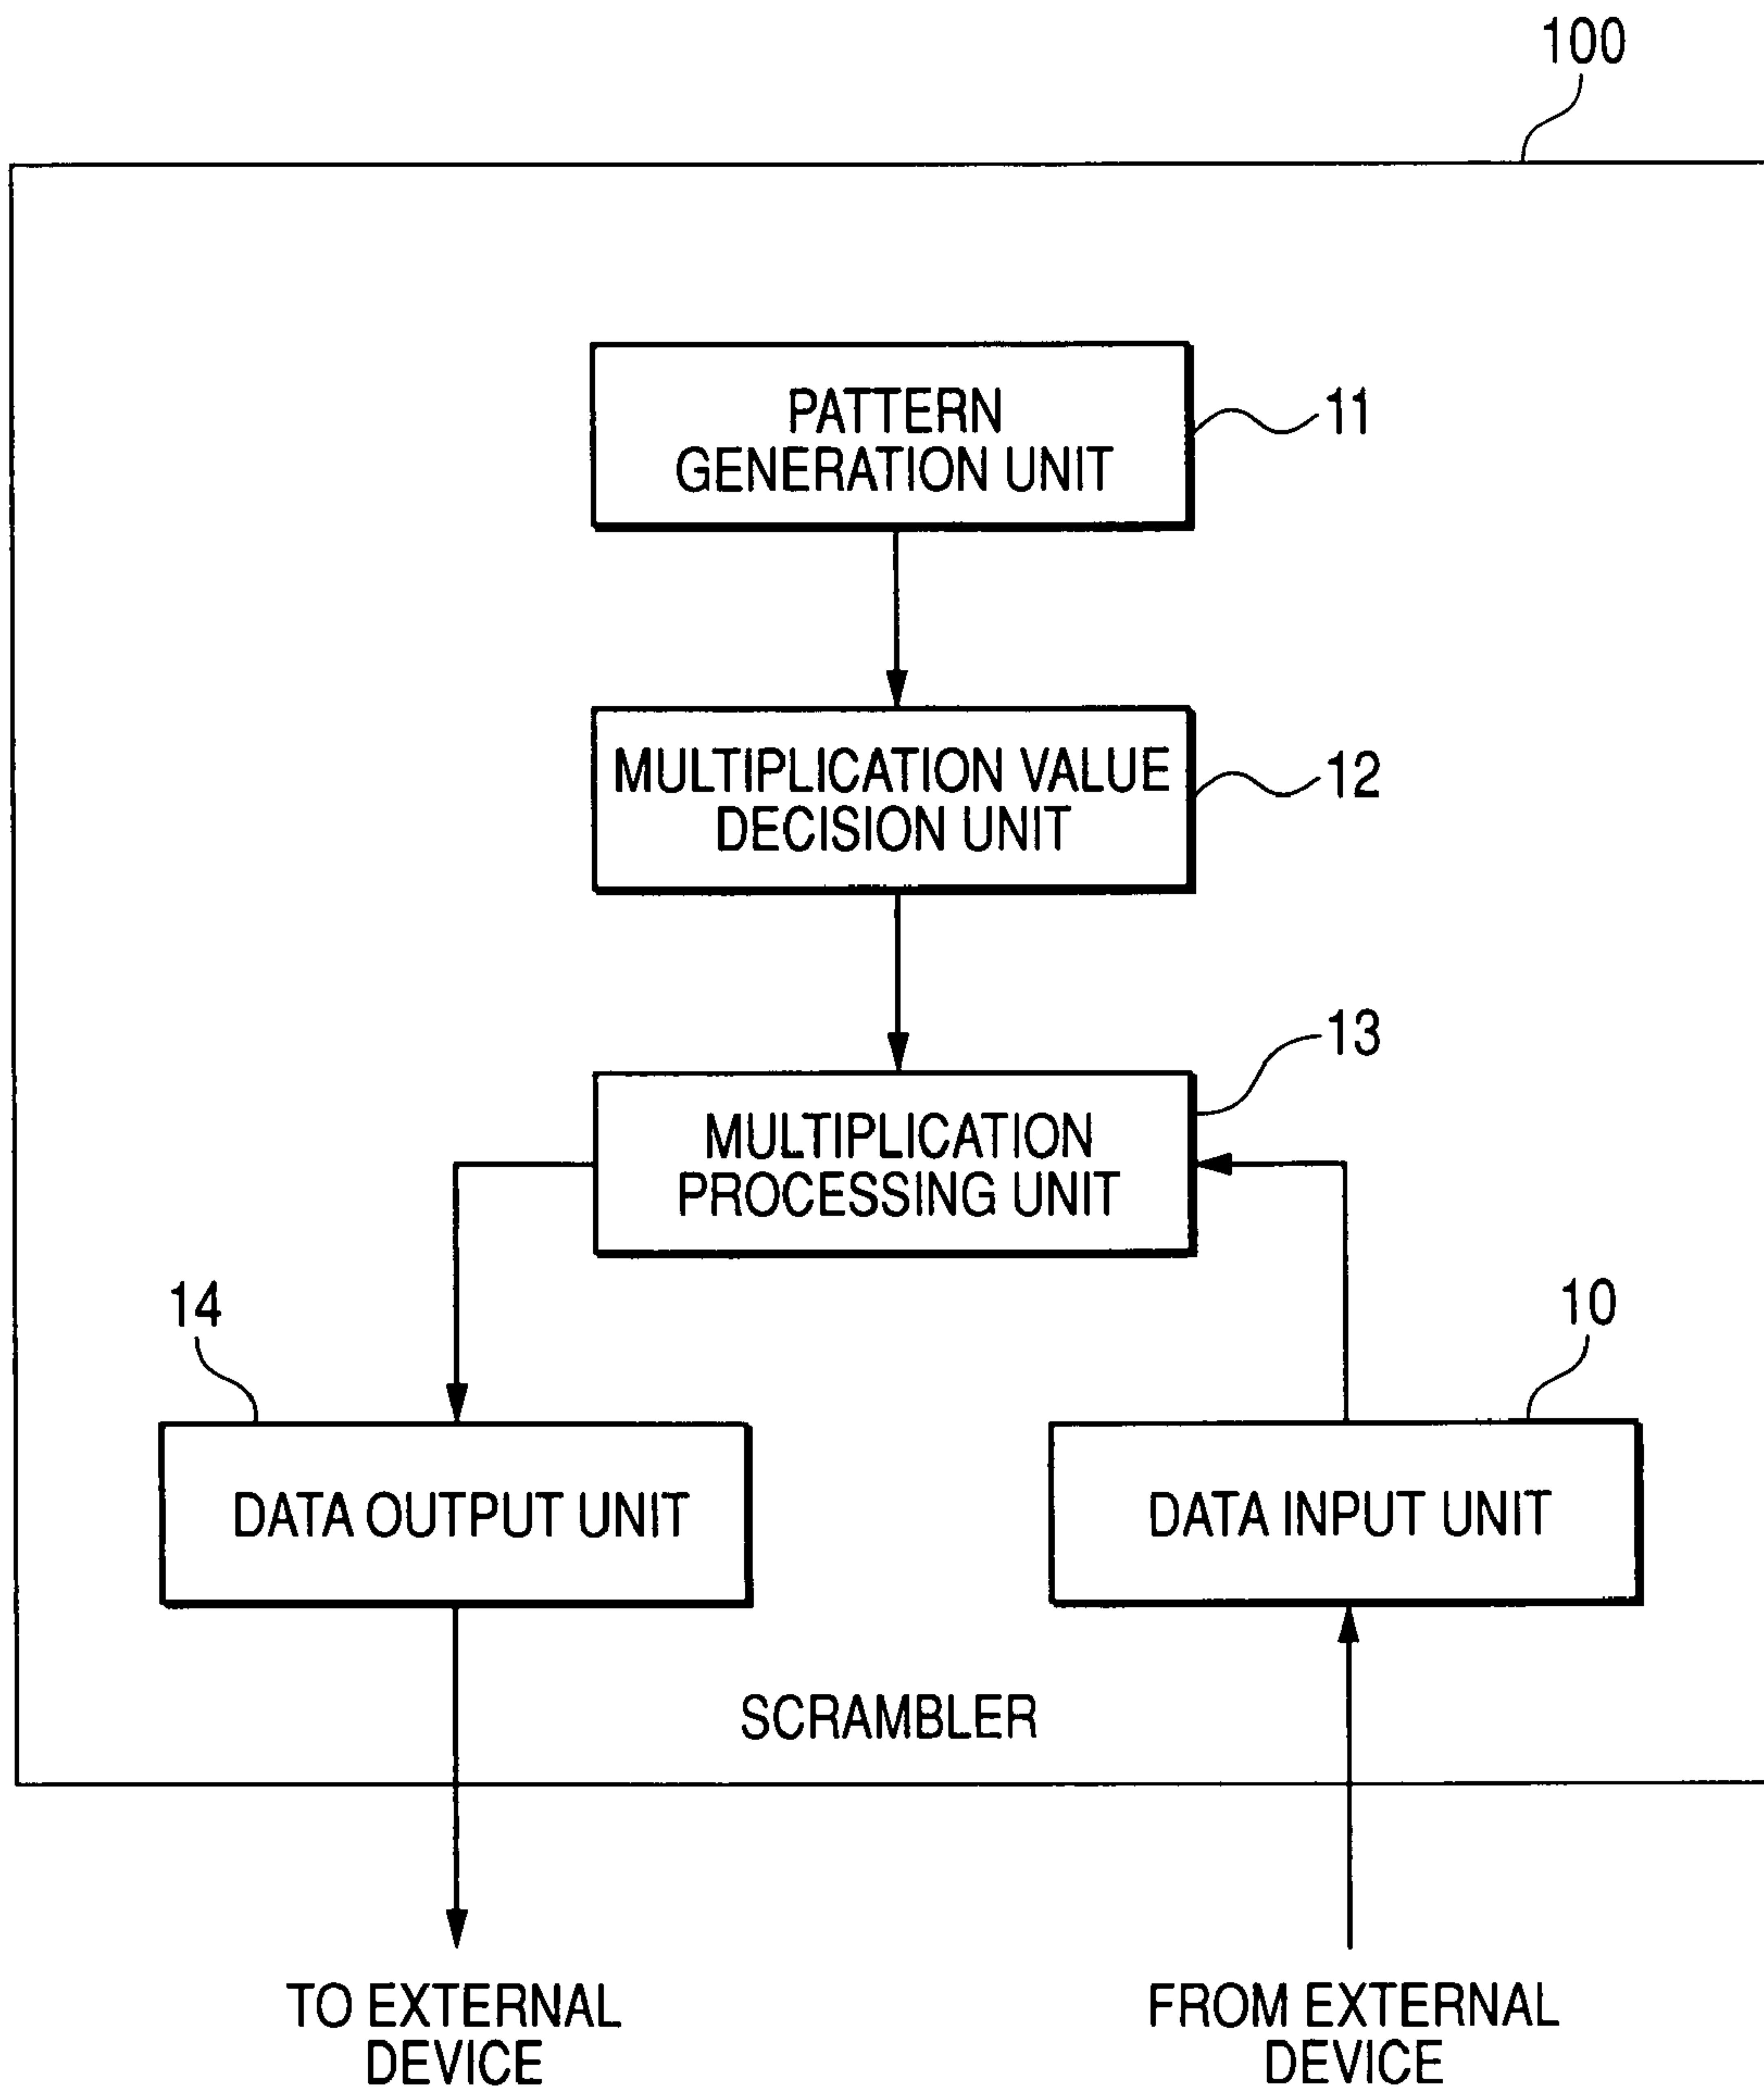 100
PATTERN
GENERATION UNIT
11
MULTIPLICATION VALUE
DECISION UNIT
12
13
MULTIPLICATION
PROCESSING UNIT
14
10
DATA OUTPUT UNIT
DATA INPUT UNIT
SCRAMBLER
TO EXTERNAL
DEVICE
FROM EXTERNAL
DEVICE